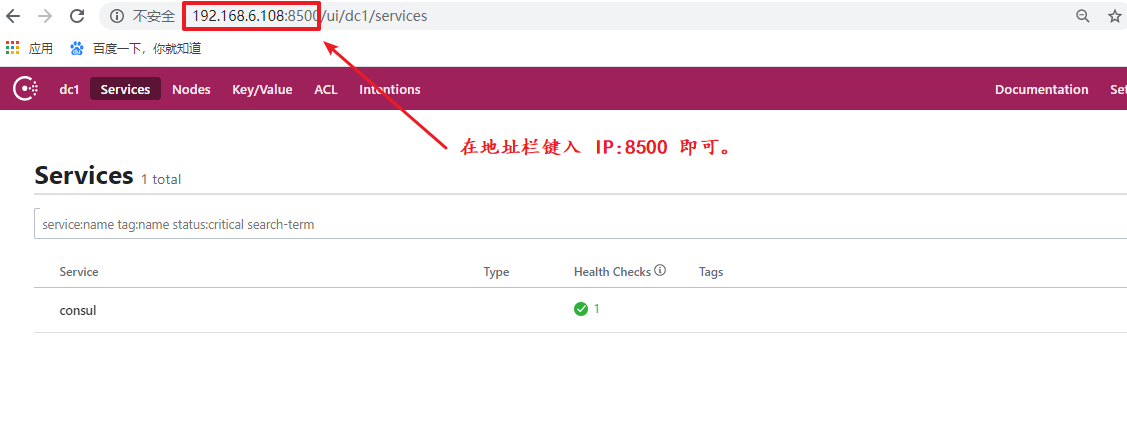 不安全 192.168.6.108:8500/ui/dc1/services
应用 百度一下，你就知道
dc1 Services Nodes Key/Value ACL Intentions Documentation Set
在地址栏键入 IP:8500 即可。
Services 1 total
service:name tag:name status:critical search-term
Service Type Health Checks Tags
consul 1